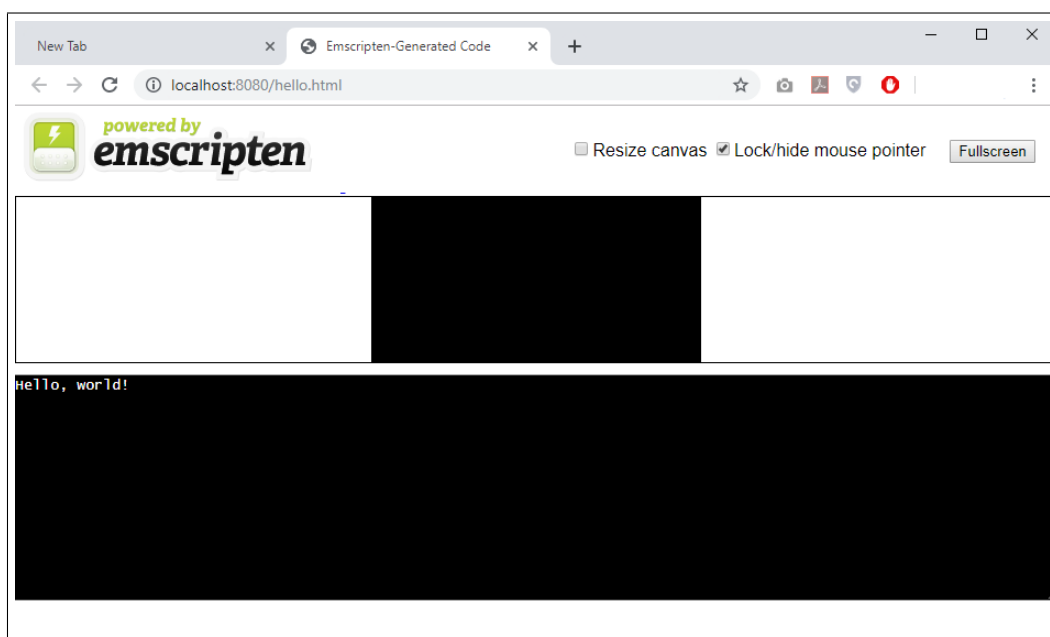 New Tab
Emscripten-Generated Code
localhost:8080/hello.html
powered by
emscripten
Resize canvas
Lock/hide mouse pointer
Fullscreen
Hello, world!